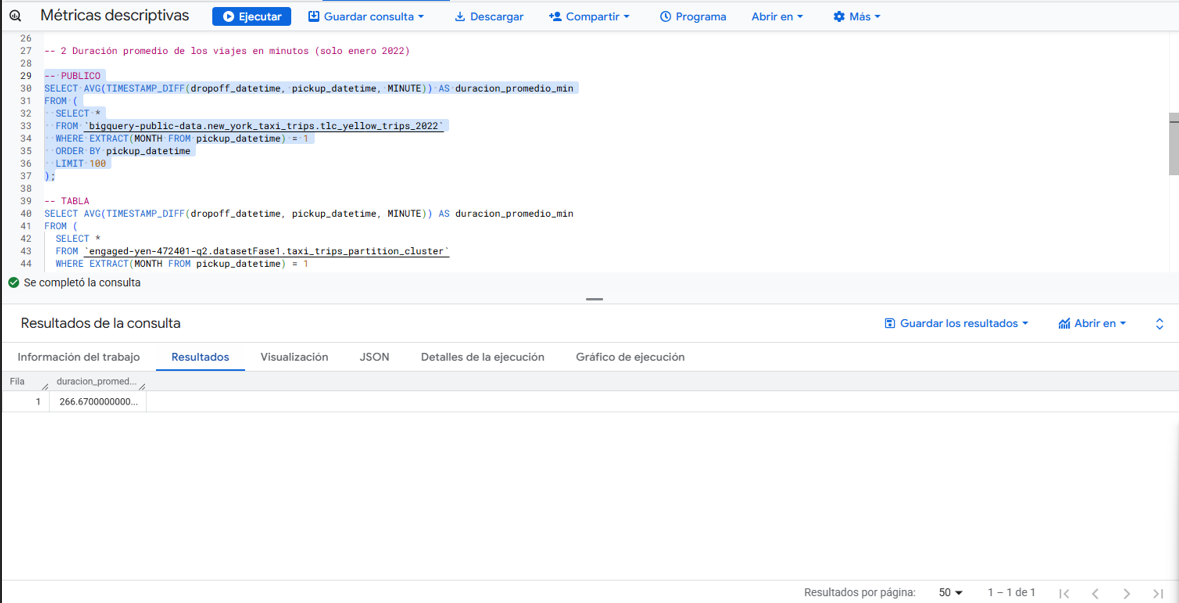 Métricas descriptivas Ejecutar Guardar consulta Descargar Compartir Programa Abrir en Más
26
27 -- 2 Duración promedio de los viajes en minutos (solo enero 2022)
28
29 -- PUBLICO
30 SELECT AVG(TIMESTAMP_DIFF(dropoff_datetime, pickup_datetime, MINUTE)) AS duracion_promedio_min
31 FROM (
32 SELECT *
33 FROM `bigquery-public-data.new_york_taxi_trips.tlc_yellow_trips_2022`
34 WHERE EXTRACT(MONTH FROM pickup_datetime) = 1
35 ORDER BY pickup_datetime
36 LIMIT 100
37 );
38
39 -- TABLA
40 SELECT AVG(TIMESTAMP_DIFF(dropoff_datetime, pickup_datetime, MINUTE)) AS duracion_promedio_min
41 FROM (
42 SELECT *
43 FROM `engaged-yen-472401-q2.datasetFase1.taxi_trips_partition_cluster`
44 WHERE EXTRACT(MONTH FROM pickup_datetime) = 1
Se completó la consulta
Resultados de la consulta Guardar los resultados Abrir en
Información del trabajo Resultados Visualización JSON Detalles de la ejecución Gráfico de ejecución
Fila duracion_promed...
1 266.6700000000...
Resultados por página: 50 1 – 1 de 1